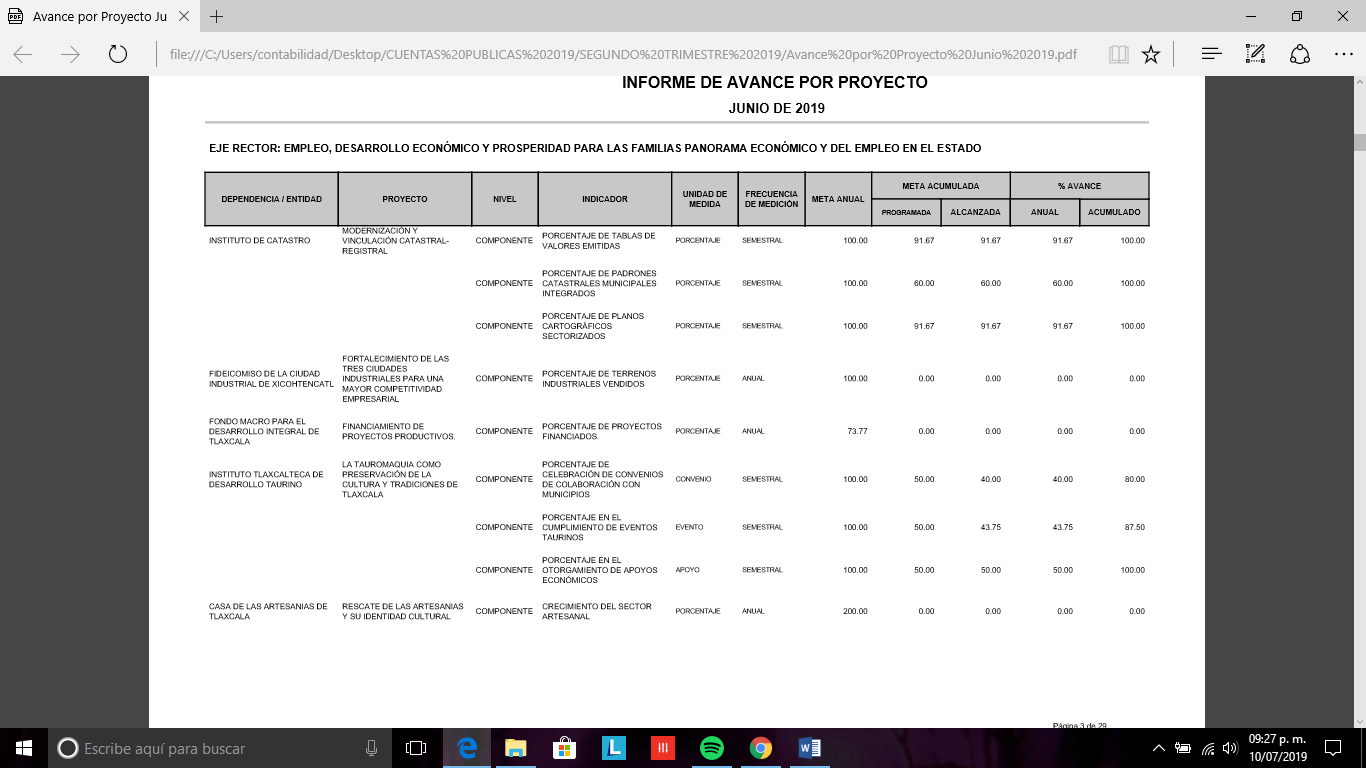 Avance por Proyecto Ju
file:///C:/Users/contabilidad/Desktop/CUENTAS%20PUBLICAS%202019/SEGUNDO%20TRIMESTRE%202019/Avance%20por%20Proyecto%20Junio%202019.pdf
INFORME DE AVANCE POR PROYECTO
JUNIO DE 2019
EJE RECTOR: EMPLEO, DESARROLLO ECONÓMICO Y PROSPERIDAD PARA LAS FAMILIAS PANORAMA ECONÓMICO Y DEL EMPLEO EN EL ESTADO
DEPENDENCIA / ENTIDAD
PROYECTO
NIVEL
INDICADOR
UNIDAD DE
MEDIDA
FRECUENCIA
DE MEDICIÓN
META ANUAL
META ACUMULADA
PROGRAMADA
ALCANZADA
% AVANCE
ANUAL
ACUMULADO
INSTITUTO DE CATASTRO
MODERNIZACIÓN Y
VINCULACIÓN CATASTRAL-
REGISTRAL
COMPONENTE
PORCENTAJE DE TABLAS DE
VALORES EMITIDAS
PORCENTAJE
SEMESTRAL
100.00
91.67
91.67
91.67
100.00
COMPONENTE
PORCENTAJE DE PADRONES
CATASTRALES MUNICIPALES
INTEGRADOS
PORCENTAJE
SEMESTRAL
100.00
60.00
60.00
60.00
100.00
COMPONENTE
PORCENTAJE DE PLANOS
CARTOGRÁFICOS
SECTORIZADOS
PORCENTAJE
SEMESTRAL
100.00
91.67
91.67
91.67
100.00
FIDEICOMISO DE LA CIUDAD
INDUSTRIAL DE XICOHTENCATL
FORTALECIMIENTO DE LAS
TRES CIUDADES
INDUSTRIALES PARA UNA
MAYOR COMPETITIVIDAD
EMPRESARIAL
COMPONENTE
PORCENTAJE DE TERRENOS
INDUSTRIALES VENDIDOS
PORCENTAJE
ANUAL
100.00
0.00
0.00
0.00
0.00
FONDO MACRO PARA EL
DESARROLLO INTEGRAL DE
TLAXCALA
FINANCIAMIENTO DE
PROYECTOS PRODUCTIVOS.
COMPONENTE
PORCENTAJE DE PROYECTOS
FINANCIADOS.
PORCENTAJE
ANUAL
73.77
0.00
0.00
0.00
0.00
INSTITUTO TLAXCALTECA DE
DESARROLLO TAURINO
LA TAUROMAQUIA COMO
PRESERVACIÓN DE LA
CULTURA Y TRADICIONES DE
TLAXCALA
COMPONENTE
PORCENTAJE DE
CELEBRACIÓN DE CONVENIOS
DE COLABORACIÓN CON
MUNICIPIOS
CONVENIO
SEMESTRAL
100.00
50.00
40.00
40.00
80.00
COMPONENTE
PORCENTAJE EN EL
CUMPLIMIENTO DE EVENTOS
TAURINOS
EVENTO
SEMESTRAL
100.00
50.00
43.75
43.75
87.50
COMPONENTE
PORCENTAJE EN EL
OTORGAMIENTO DE APOYOS
ECONÓMICOS
APOYO
SEMESTRAL
100.00
50.00
50.00
50.00
100.00
CASA DE LAS ARTESANIAS DE
TLAXCALA
RESCATE DE LAS ARTESANIAS
Y SU IDENTIDAD CULTURAL
COMPONENTE
CRECIMIENTO DEL SECTOR
ARTESANAL
PORCENTAJE
ANUAL
200.00
0.00
0.00
0.00
0.00
Página 3 de 29
Escribe aquí para buscar
09:27 p. m.
10/07/2019